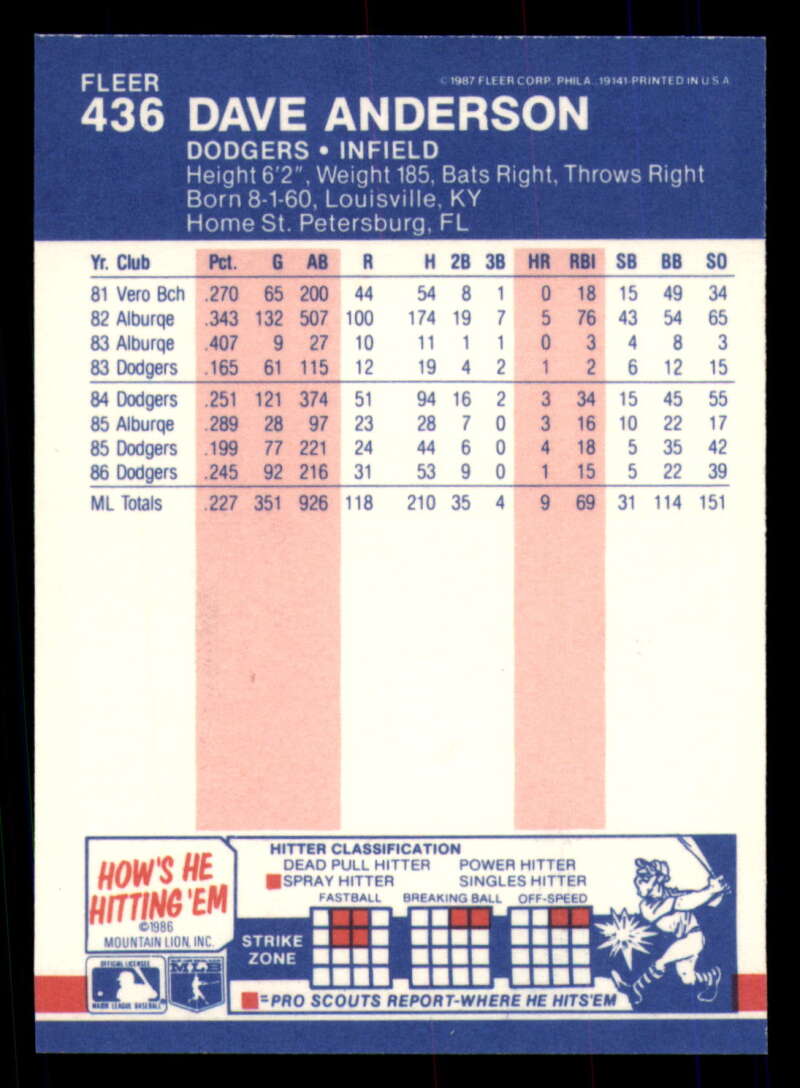 FLEER
©1987 FLEER CORP. PHILA. 19141-PRINTED IN U.S.A.
436 DAVE ANDERSON
DODGERS • INFIELD
Height 6'2", Weight 185, Bats Right, Throws Right
Born 8-1-60, Louisville, KY
Home St. Petersburg, FL
Yr. Club Pct. G AB R H 2B 3B HR RBI SB BB SO
81 Vero Bch .270 65 200 44 54 8 1 0 18 15 49 34
82 Alburqe .343 132 507 100 174 19 7 5 76 43 54 65
83 Alburqe .407 9 27 10 11 1 1 0 3 4 8 3
83 Dodgers .165 61 115 12 19 4 2 1 2 6 12 15
84 Dodgers .251 121 374 51 94 16 2 3 34 15 45 55
85 Alburqe .289 28 97 23 28 7 0 3 16 10 22 17
85 Dodgers .199 77 221 24 44 6 0 4 18 5 35 42
86 Dodgers .245 92 216 31 53 9 0 1 15 5 22 39
ML Totals .227 351 926 118 210 35 4 9 69 31 114 151
HOW'S HE
HITTING 'EM
©1986
MOUNTAIN LION, INC.
HITTER CLASSIFICATION
DEAD PULL HITTER POWER HITTER
SPRAY HITTER SINGLES HITTER
FASTBALL BREAKING BALL OFF-SPEED
STRIKE
ZONE
=PRO SCOUTS REPORT-WHERE HE HITS'EM
OFFICIAL LICENSEE
MAJOR LEAGUE BASEBALL
MLB